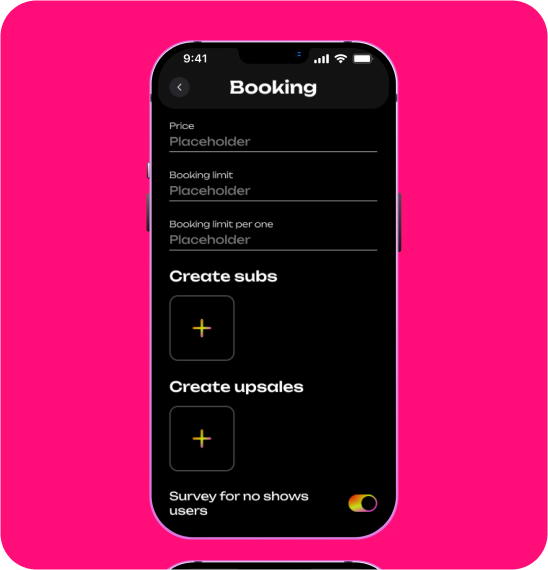 9:41
Booking
Price
Placeholder
Booking limit
Placeholder
Booking limit per one
Placeholder
Create subs
Create upsales
Survey for no shows
users